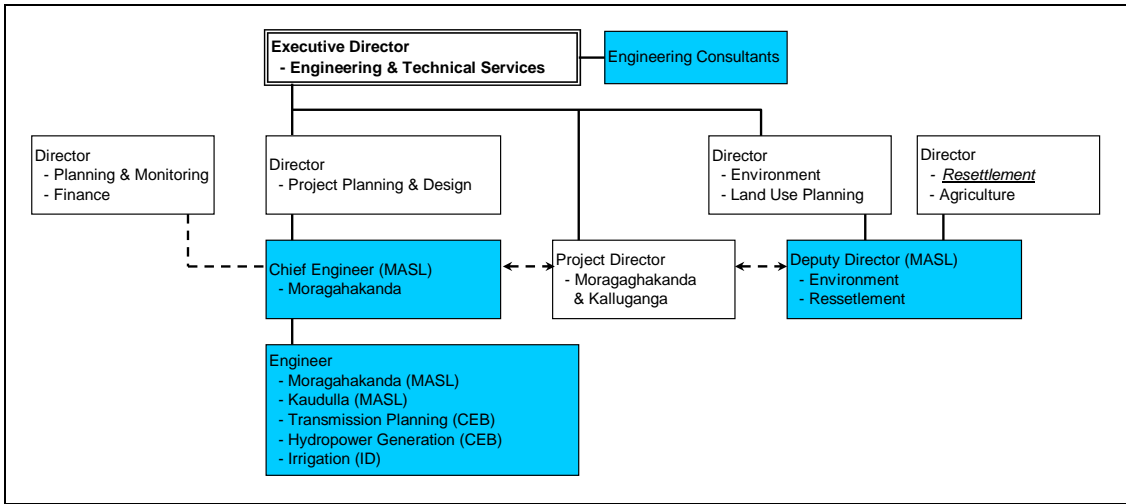 Executive Director
- Engineering & Technical Services
Engineering Consultants
Director
- Planning & Monitoring
- Finance
Director
- Project Planning & Design
Director
- Environment
- Land Use Planning
Director
- Resettlement
- Agriculture
Chief Engineer (MASL)
- Moragahakanda
Project Director
- Moragaghakanda
& Kalluganga
Deputy Director (MASL)
- Environment
- Ressetlement
Engineer
- Moragahakanda (MASL)
- Kaudulla (MASL)
- Transmission Planning (CEB)
- Hydropower Generation (CEB)
- Irrigation (ID)